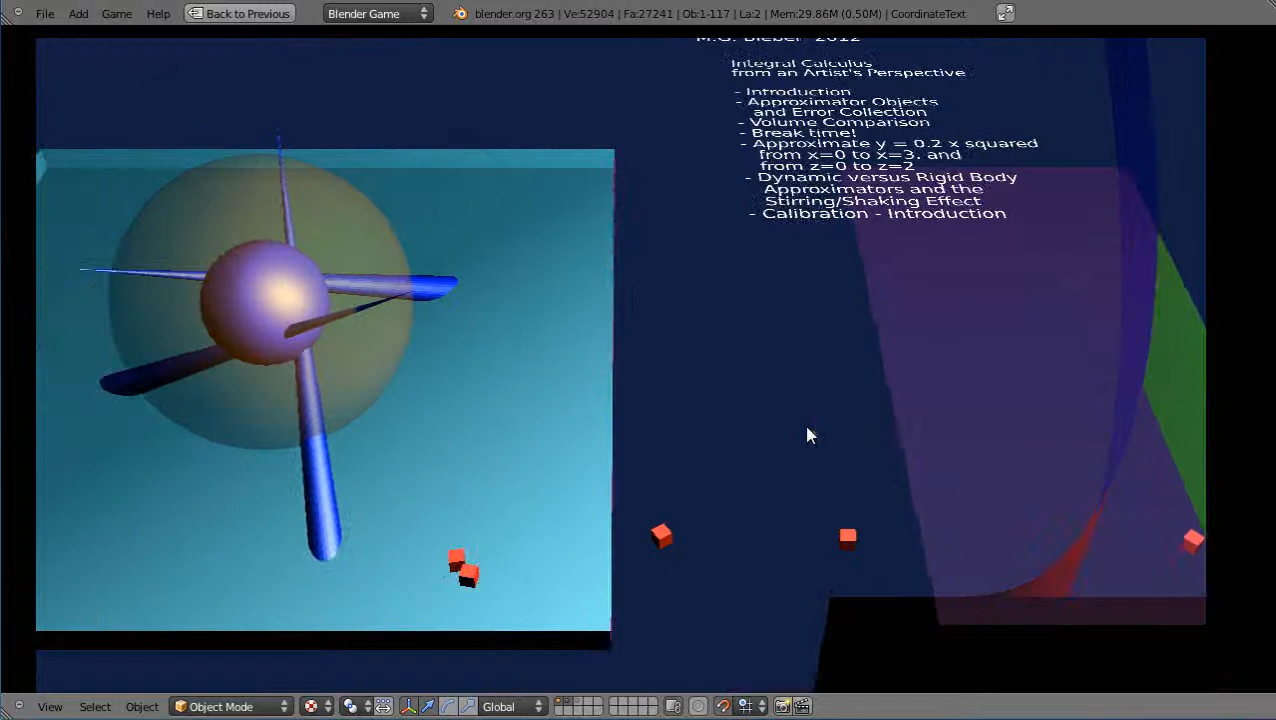 File Add Game Help Back to Previous Blender Game blender.org 263 | Ve:52904 | Fa:27241 | Ob:1-117 | La:2 | Mem:29.86M (0.50M) | CoordinateText
M.G. Bieber 2012
Integral Calculus
from an Artist's Perspective
- Introduction
- Approximator Objects
and Error Collection
- Volume Comparison
- Break time!
- Approximate y = 0.2 x squared
from x=0 to x=3. and
from z=0 to z=2
- Dynamic versus Rigid Body
Approximators and the
Stirring/Shaking Effect
- Calibration - Introduction
View Select Object Object Mode Global